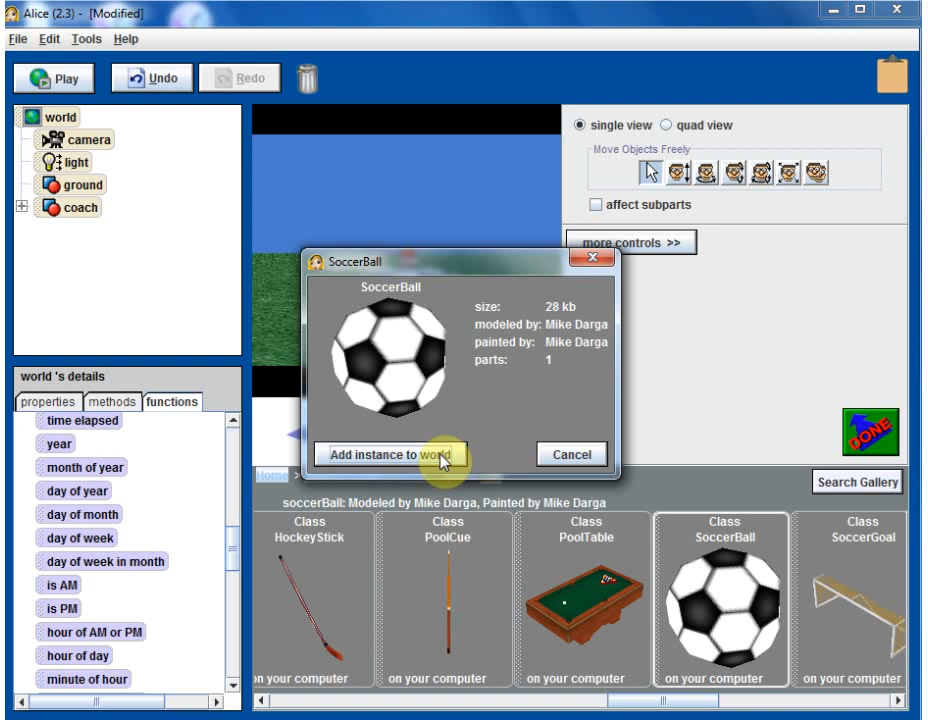 Alice (2.3) - [Modified]
File Edit Tools Help
Play Undo Redo
world
camera
light
ground
coach
single view quad view
Move Objects Freely
affect subparts
more controls >>
SoccerBall
SoccerBall
size: 28 kb
modeled by: Mike Darga
painted by: Mike Darga
parts: 1
Add instance to world Cancel
DONE
world 's details
properties methods functions
time elapsed
year
month of year
day of year
day of month
day of week
day of week in month
is AM
is PM
hour of AM or PM
hour of day
minute of hour
Home >
Search Gallery
soccerBall: Modeled by Mike Darga, Painted by Mike Darga
Class
HockeyStick
on your computer
Class
PoolCue
on your computer
Class
PoolTable
on your computer
Class
SoccerBall
on your computer
Class
SoccerGoal
on your computer